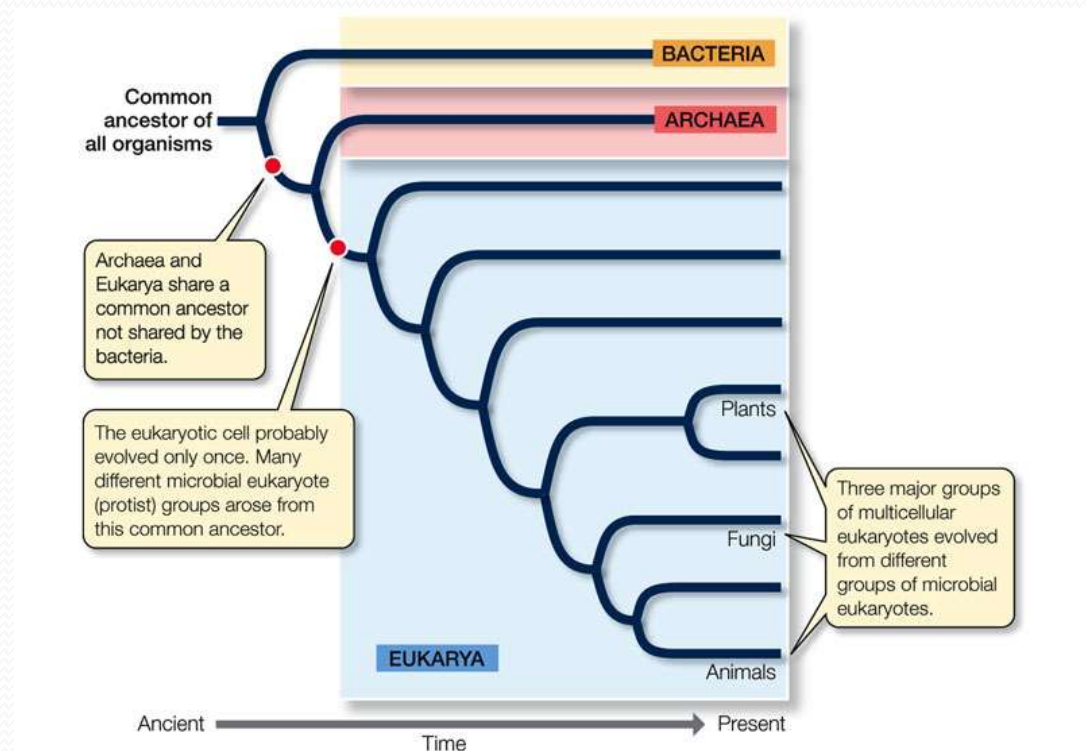 BACTERIA
Common
ancestor of
all organisms
ARCHAEA
Archaea and
Eukarya share a
common ancestor
not shared by the
bacteria.
The eukaryotic cell probably
evolved only once. Many
different microbial eukaryote
(protist) groups arose from
this common ancestor.
Plants
Fungi
Animals
Three major groups
of multicellular
eukaryotes evolved
from different
groups of microbial
eukaryotes.
EUKARYA
Ancient
Present
Time